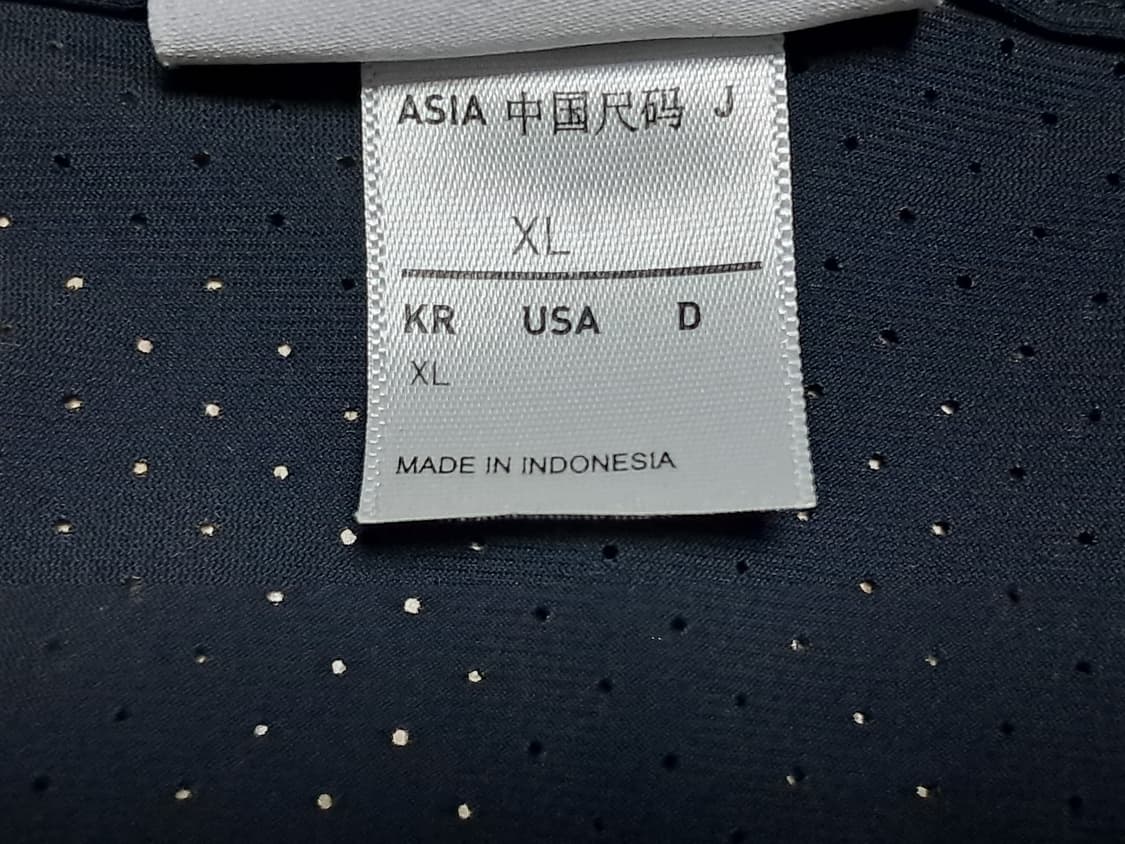 ASIA 中国尺码 J
XL
KR USA D
XL
MADE IN INDONESIA